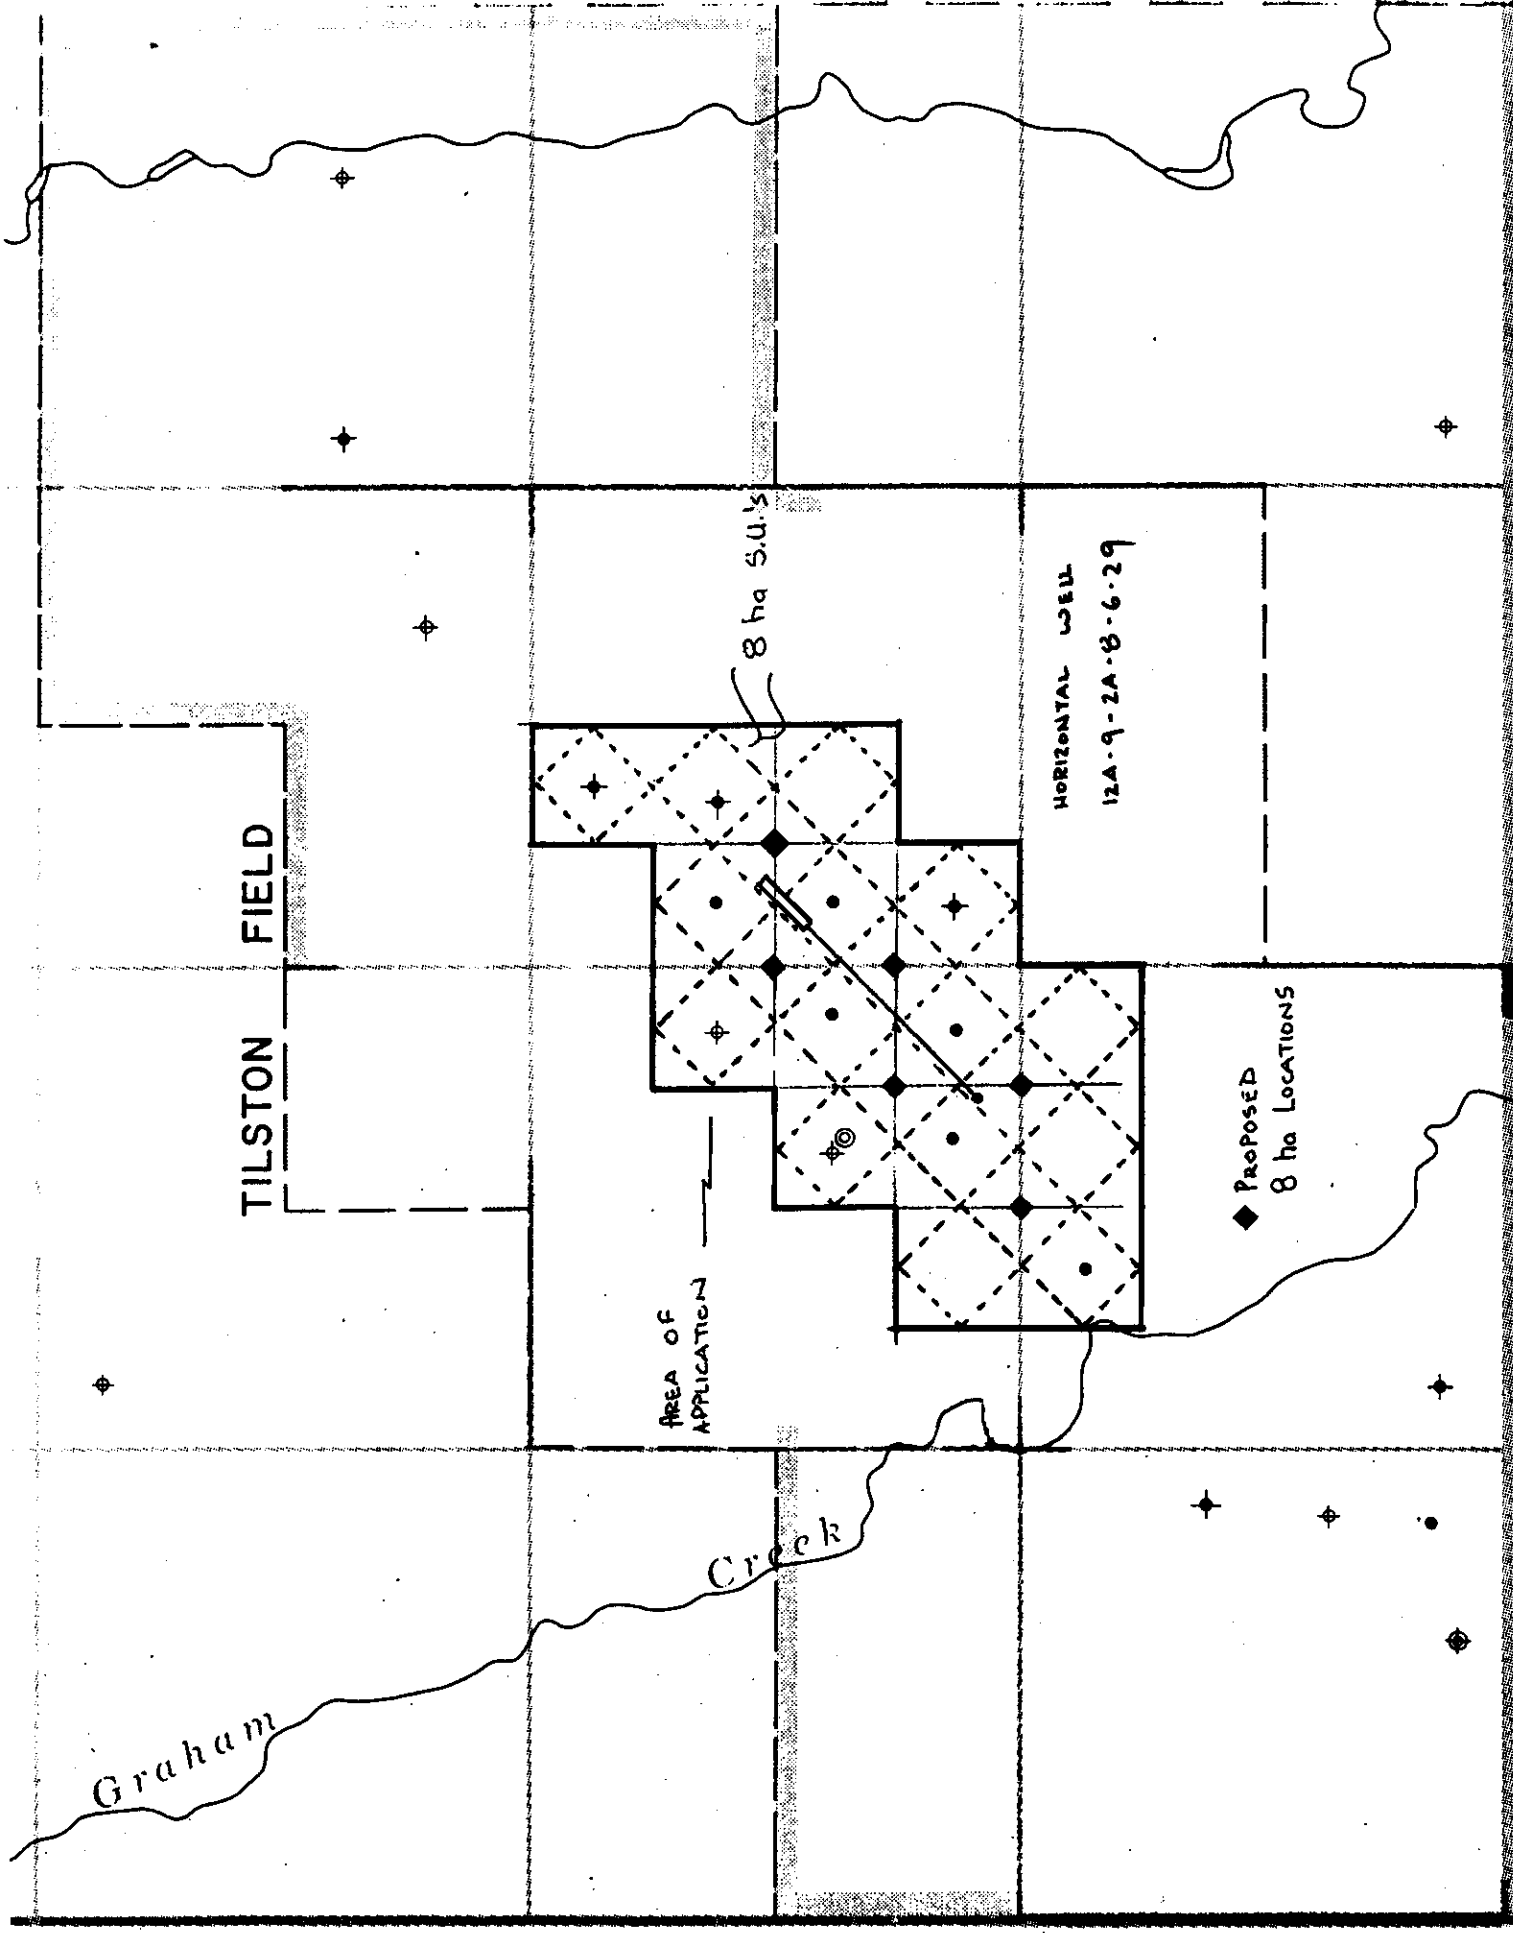 TILSTON FIELD
8 ha S.U.'s
HORIZONTAL WELL
12A·9-2A·8·6·29
AREA OF
APPLICATION
PROPOSED
8 ha LOCATIONS
Graham Creek